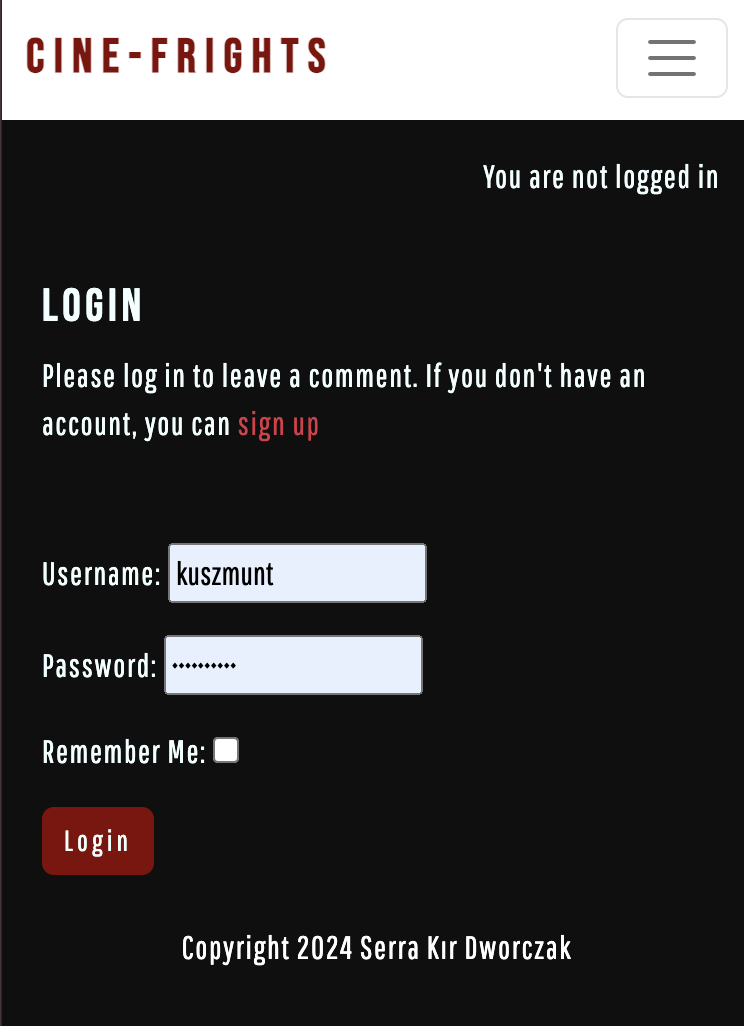 CINE-FRIGHTS
You are not logged in
LOGIN
Please log in to leave a comment. If you don't have an
account, you can sign up
Username: kuszmunt
Password: ••••••••••
Remember Me:
Login
Copyright 2024 Serra Kır Dworczak